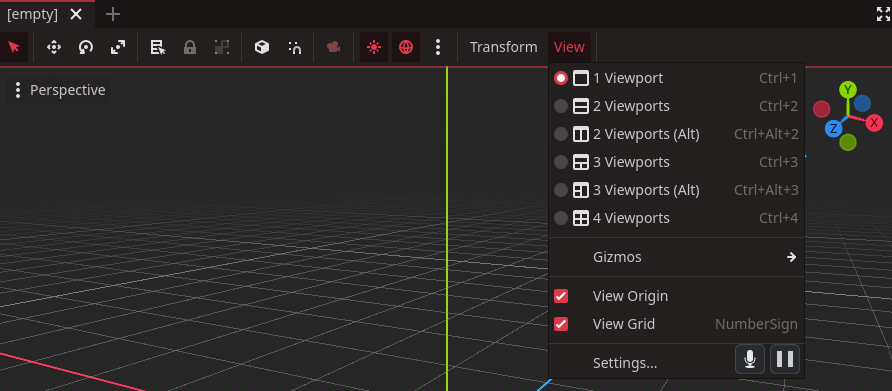 [empty]
Transform View
Perspective
1 Viewport Ctrl+1
2 Viewports Ctrl+2
2 Viewports (Alt) Ctrl+Alt+2
3 Viewports Ctrl+3
3 Viewports (Alt) Ctrl+Alt+3
4 Viewports Ctrl+4
Gizmos
View Origin
View Grid NumberSign
Settings...
Y
X
Z